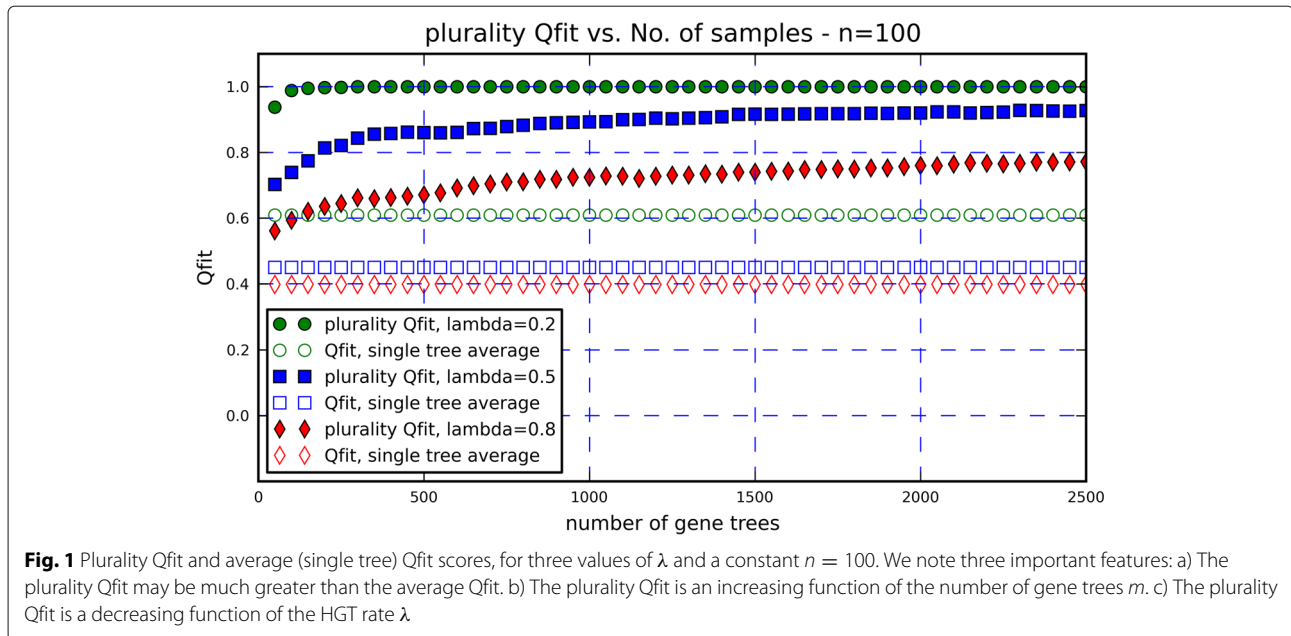 plurality Qfit vs. No. of samples - n=100
1.0
0.8
0.6
0.4
0.2
0.0
Qfit
plurality Qfit, lambda=0.2
Qfit, single tree average
plurality Qfit, lambda=0.5
Qfit, single tree average
plurality Qfit, lambda=0.8
Qfit, single tree average
0 500 1000 1500 2000 2500
number of gene trees
Fig. 1 Plurality Qfit and average (single tree) Qfit scores, for three values of λ and a constant n = 100. We note three important features: a) The
plurality Qfit may be much greater than the average Qfit. b) The plurality Qfit is an increasing function of the number of gene trees m. c) The plurality
Qfit is a decreasing function of the HGT rate λ